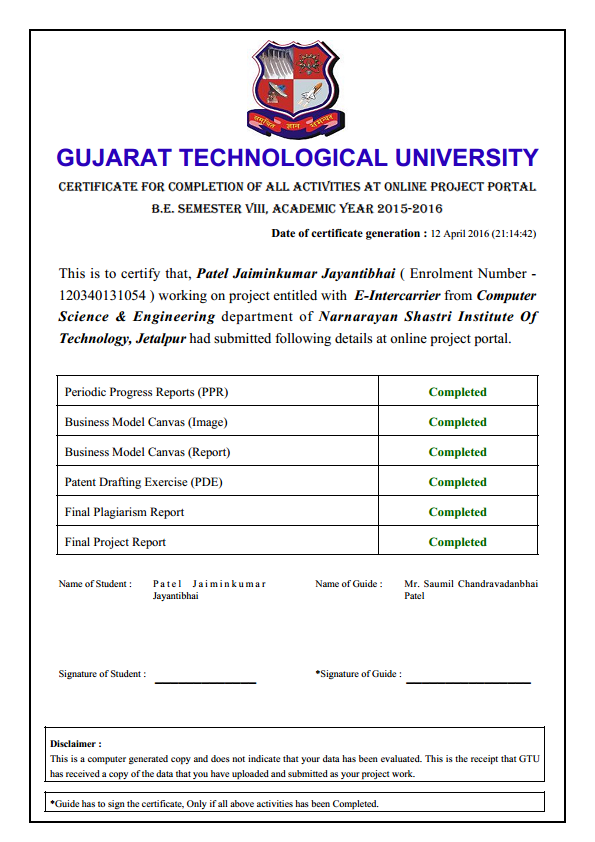 समाचित ज्ञान समाचित
GUJARAT TECHNOLOGICAL UNIVERSITY
CERTIFICATE FOR COMPLETION OF ALL ACTIVITIES AT ONLINE PROJECT PORTAL
B.E. SEMESTER VIII, ACADEMIC YEAR 2015-2016
Date of certificate generation : 12 April 2016 (21:14:42)
This is to certify that, Patel Jaiminkumar Jayantibhai ( Enrolment Number -
120340131054 ) working on project entitled with E-Intercarrier from Computer
Science & Engineering department of Narnarayan Shastri Institute Of
Technology, Jetalpur had submitted following details at online project portal.
Periodic Progress Reports (PPR) Completed
Business Model Canvas (Image) Completed
Business Model Canvas (Report) Completed
Patent Drafting Exercise (PDE) Completed
Final Plagiarism Report Completed
Final Project Report Completed
Name of Student : Patel Jaiminkumar Name of Guide : Mr. Saumil Chandravadanbhai
Jayantibhai Patel
Signature of Student : *Signature of Guide :
Disclaimer :
This is a computer generated copy and does not indicate that your data has been evaluated. This is the receipt that GTU
has received a copy of the data that you have uploaded and submitted as your project work.
*Guide has to sign the certificate, Only if all above activities has been Completed.